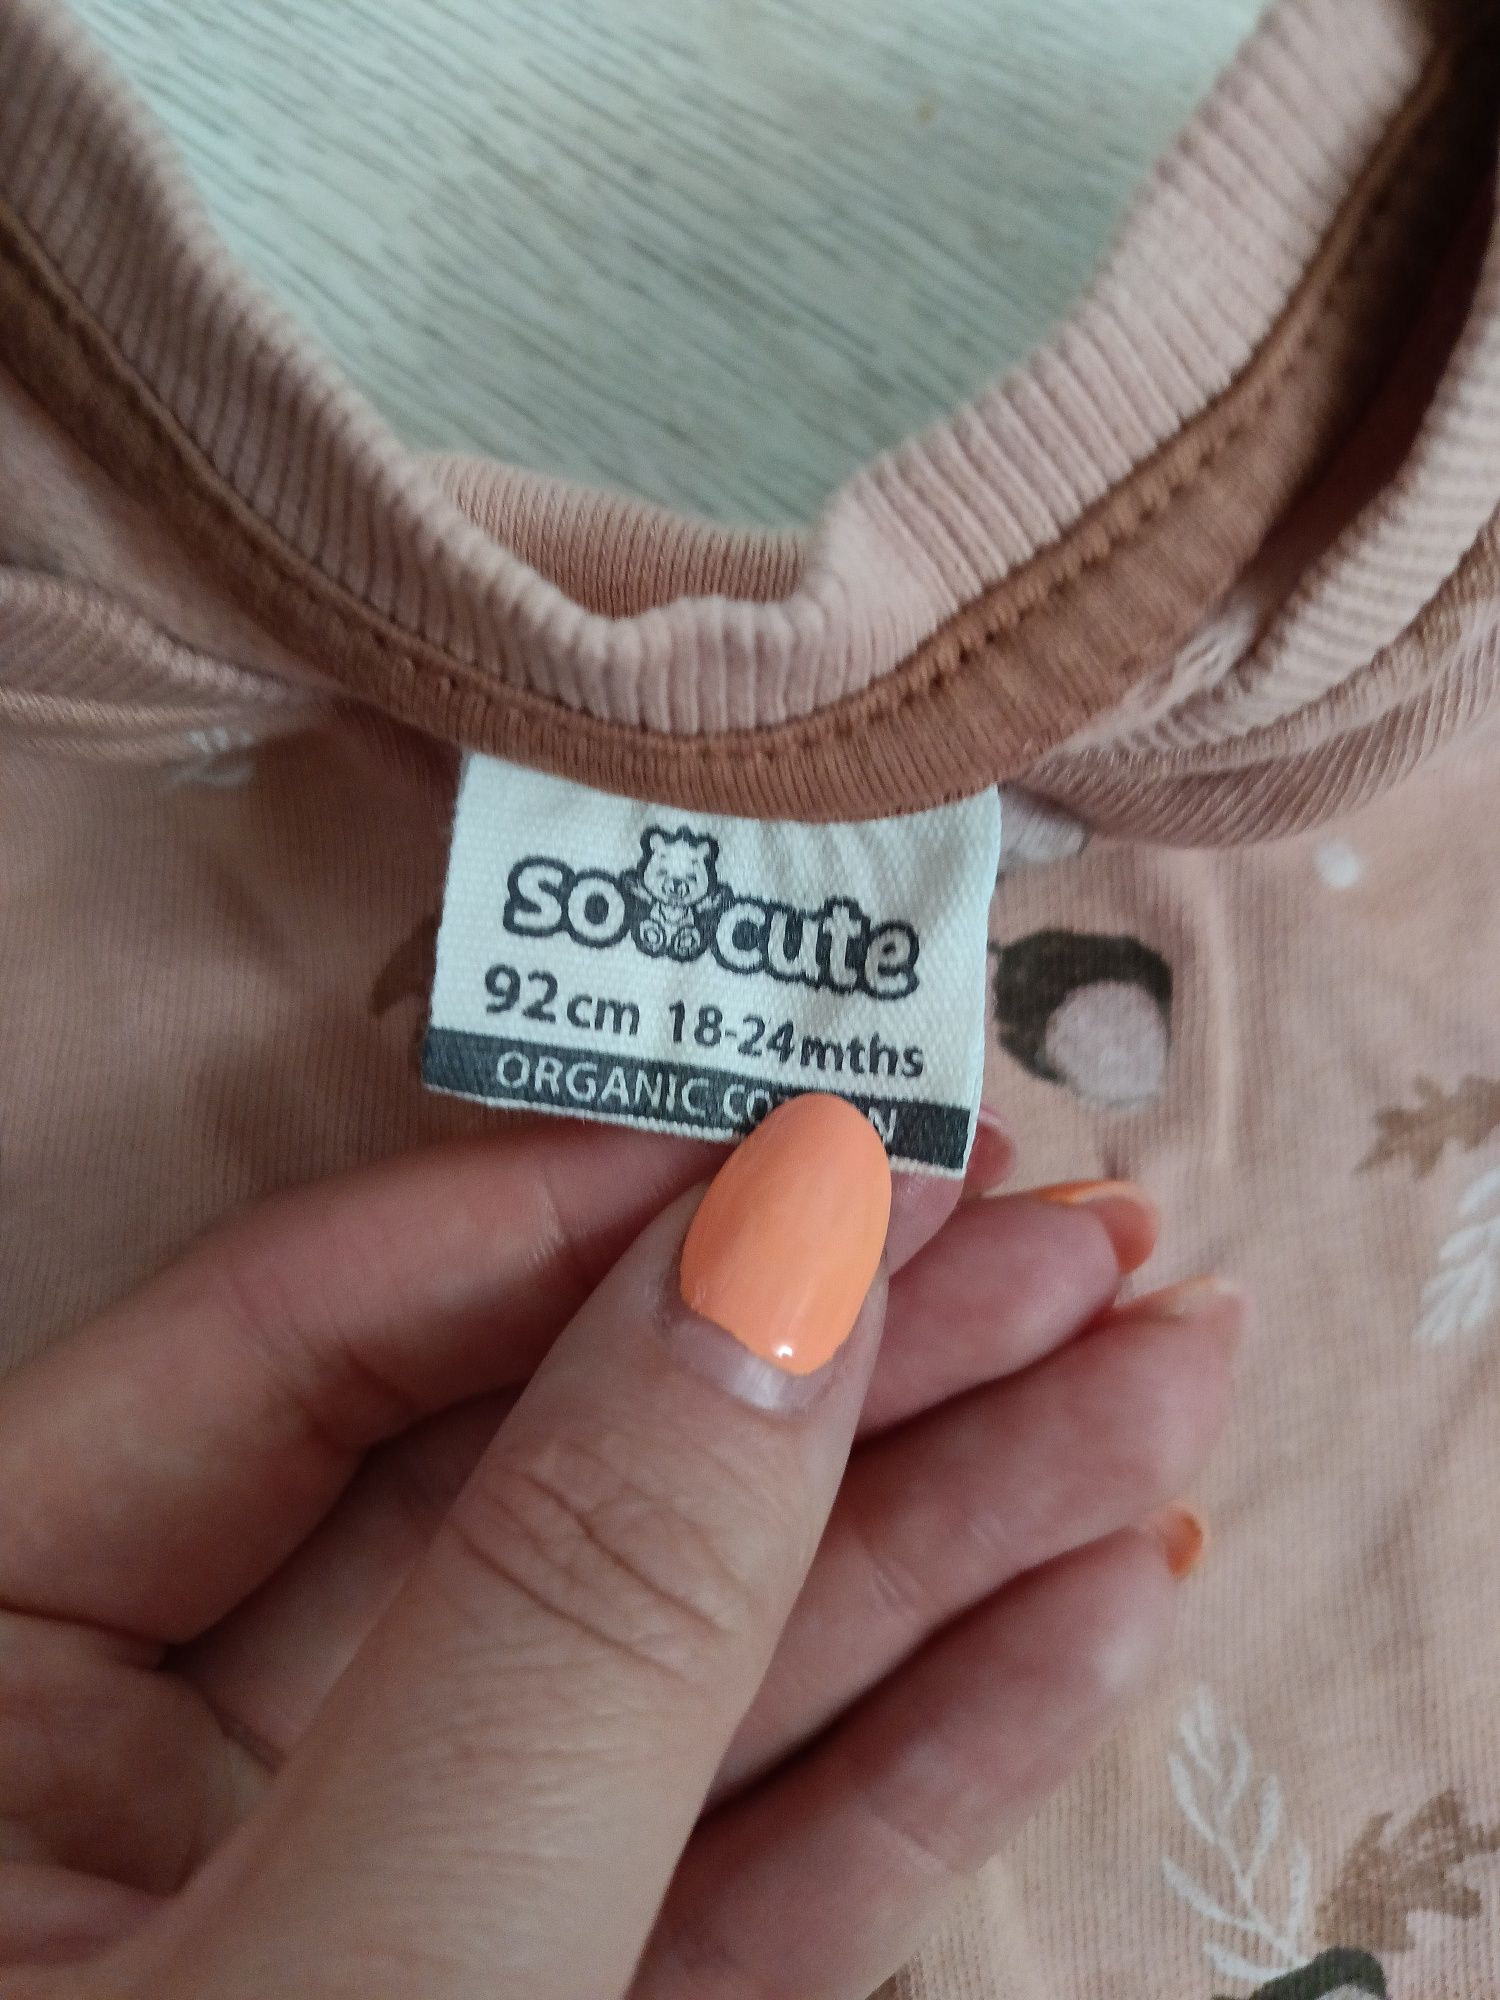 so cute
92cm 18-24mths
ORGANIC